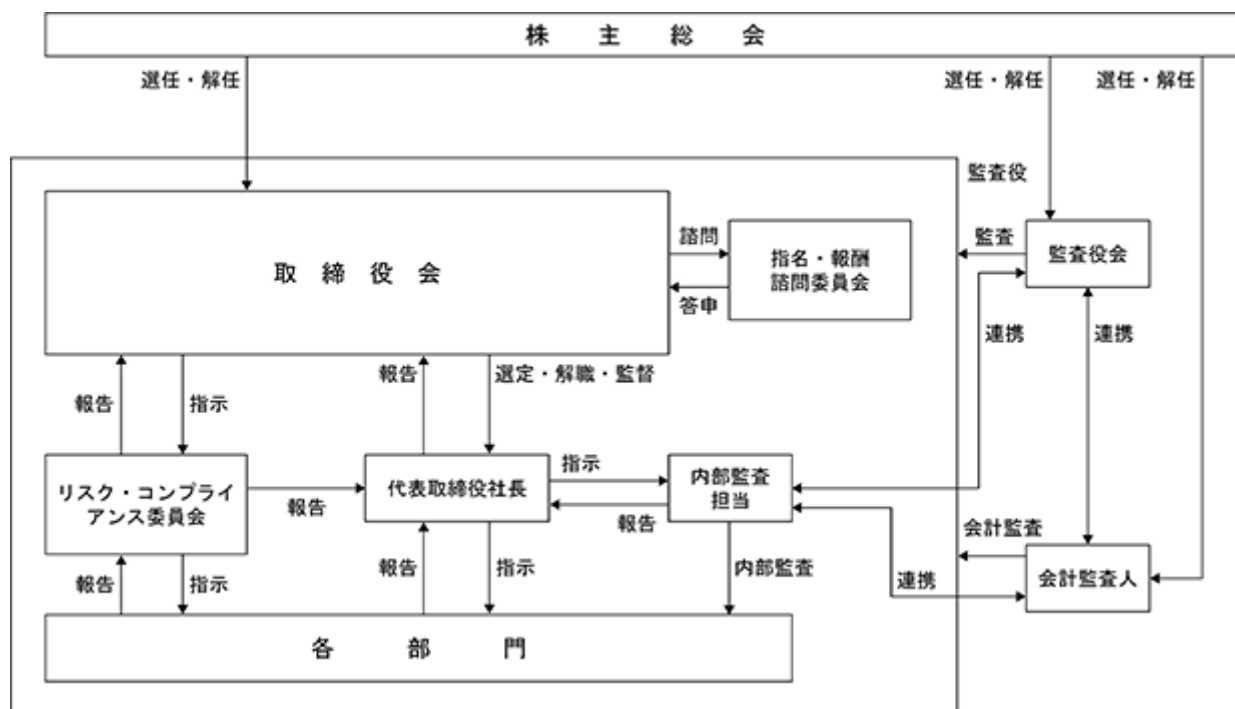 株主総会
選任・解任
選任・解任
選任・解任
監査役
取締役会
諮問
答申
指名・報酬
諮問委員会
監査
監査役会
連携
連携
報告
指示
報告
選定・解職・監督
リスク・コンプライ
アンス委員会
報告
代表取締役社長
指示
報告
内部監査
担当
会計監査
会計監査人
連携
報告
指示
報告
指示
内部監査
各部門